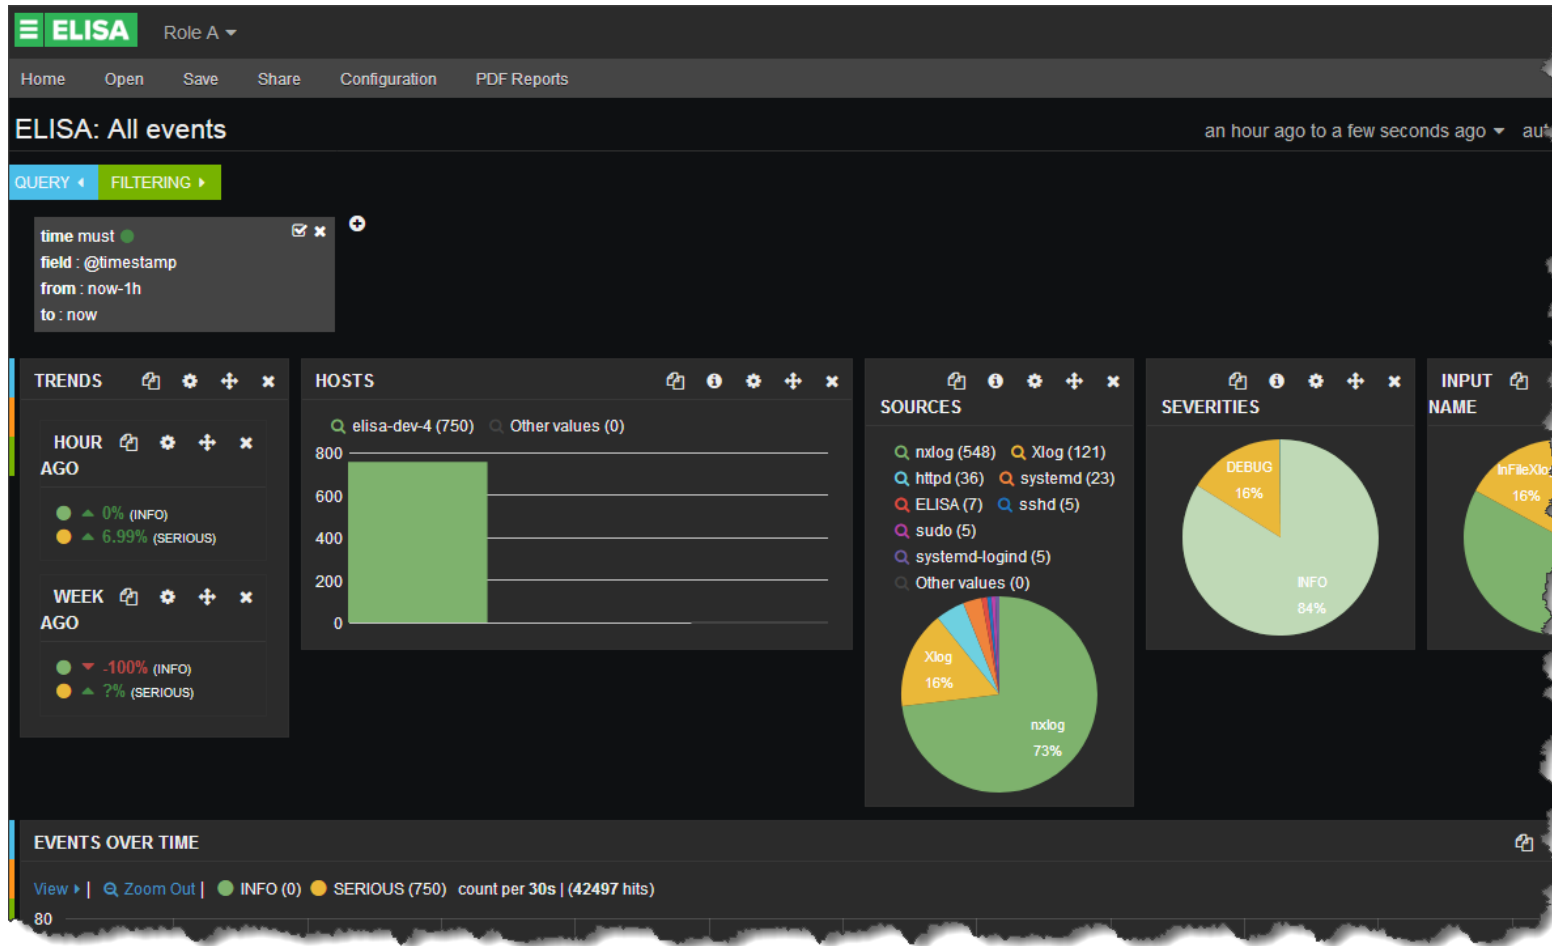 ELISA Role A
Home Open Save Share Configuration PDF Reports
ELISA: All events
an hour ago to a few seconds ago
QUERY FILTERING
time must
field : @timestamp
from : now-1h
to : now
TRENDS
HOUR AGO
0% (INFO)
6.99% (SERIOUS)
WEEK AGO
-100% (INFO)
?% (SERIOUS)
HOSTS
elisa-dev-4 (750) Other values (0)
800
600
400
200
0
SOURCES
nxlog (548) Xlog (121)
httpd (36) systemd (23)
ELISA (7) sshd (5)
sudo (5)
systemd-logind (5)
Other values (0)
Xlog
16%
nxlog
73%
SEVERITIES
DEBUG
16%
INFO
84%
INPUT
NAME
16%
EVENTS OVER TIME
View | Zoom Out | INFO (0) SERIOUS (750) count per 30s | (42497 hits)
80